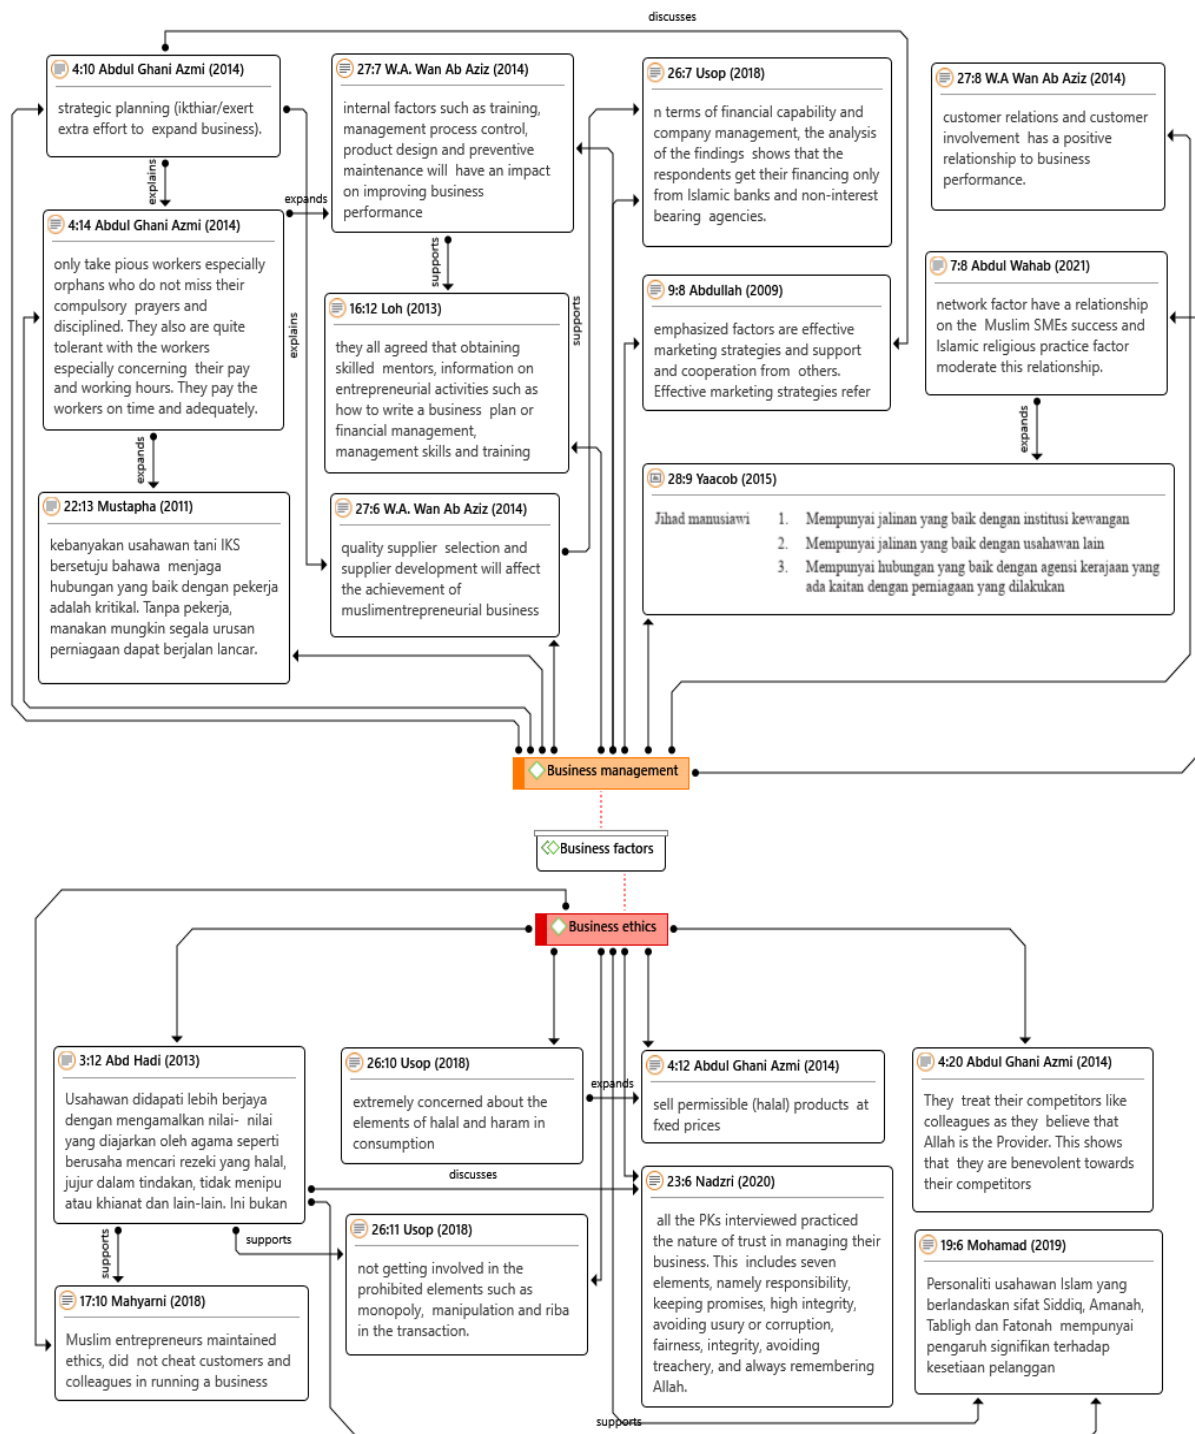 discusses
4:10 Abdul Ghani Azmi (2014)
strategic planning (ikthiar/exert
extra effort to expand business).
27:7 W.A. Wan Ab Aziz (2014)
internal factors such as training,
management process control,
product design and preventive
maintenance will have an impact
on improving business
performance
26:7 Usop (2018)
n terms of financial capability and
company management, the analysis
of the findings shows that the
respondents get their financing only
from Islamic banks and non-interest
bearing agencies.
27:8 W.A Wan Ab Aziz (2014)
customer relations and customer
involvement has a positive
relationship to business
performance.
explains
expands
4:14 Abdul Ghani Azmi (2014)
only take pious workers especially
orphans who do not miss their
compulsory prayers and
disciplined. They also are quite
tolerant with the workers
especially concerning their pay
and working hours. They pay the
workers on time and adequately.
supports
explains
supports
16:12 Loh (2013)
they all agreed that obtaining
skilled mentors, information on
entrepreneurial activities such as
how to write a business plan or
financial management,
management skills and training
9:8 Abdullah (2009)
emphasized factors are effective
marketing strategies and support
and cooperation from others.
Effective marketing strategies refer
7:8 Abdul Wahab (2021)
network factor have a relationship
on the Muslim SMEs success and
Islamic religious practice factor
moderate this relationship.
expands
expands
22:13 Mustapha (2011)
kebanyakan usahawan tani IKS
bersetuju bahawa menjaga
hubungan yang baik dengan pekerja
adalah kritikal. Tanpa pekerja,
manakan mungkin segala urusan
perniagaan dapat berjalan lancar.
27:6 W.A. Wan Ab Aziz (2014)
quality supplier selection and
supplier development will affect
the achievement of
muslimentrepreneurial business
28:9 Yaacob (2015)
Jihad manusiawi
1. Mempunyai jalinan yang baik dengan institusi kewangan
2. Mempunyai jalinan yang baik dengan usahawan lain
3. Mempunyai hubungan yang baik dengan agensi kerajaan yang
ada kaitan dengan perniagaan yang dilakukan
Business management
Business factors
Business ethics
3:12 Abd Hadi (2013)
Usahawan didapati lebih berjaya
dengan mengamalkan nilai- nilai
yang diajarkan oleh agama seperti
berusaha mencari rezeki yang halal,
jujur dalam tindakan, tidak menipu
atau khianat dan lain-lain. Ini bukan
26:10 Usop (2018)
extremely concerned about the
elements of halal and haram in
consumption
expands
4:12 Abdul Ghani Azmi (2014)
sell permissible (halal) products at
fxed prices
4:20 Abdul Ghani Azmi (2014)
They treat their competitors like
colleagues as they believe that
Allah is the Provider. This shows
that they are benevolent towards
their competitors
discusses
supports
supports
26:11 Usop (2018)
not getting involved in the
prohibited elements such as
monopoly, manipulation and riba
in the transaction.
23:6 Nadzri (2020)
all the PKs interviewed practiced
the nature of trust in managing their
business. This includes seven
elements, namely responsibility,
keeping promises, high integrity,
avoiding usury or corruption,
fairness, integrity, avoiding
treachery, and always remembering
Allah.
19:6 Mohamad (2019)
Personaliti usahawan Islam yang
berlandaskan sifat Siddiq, Amanah,
Tabligh dan Fatonah mempunyai
pengaruh signifikan terhadap
kesetiaan pelanggan
17:10 Mahyarni (2018)
Muslim entrepreneurs maintained
ethics, did not cheat customers and
colleagues in running a business
supports